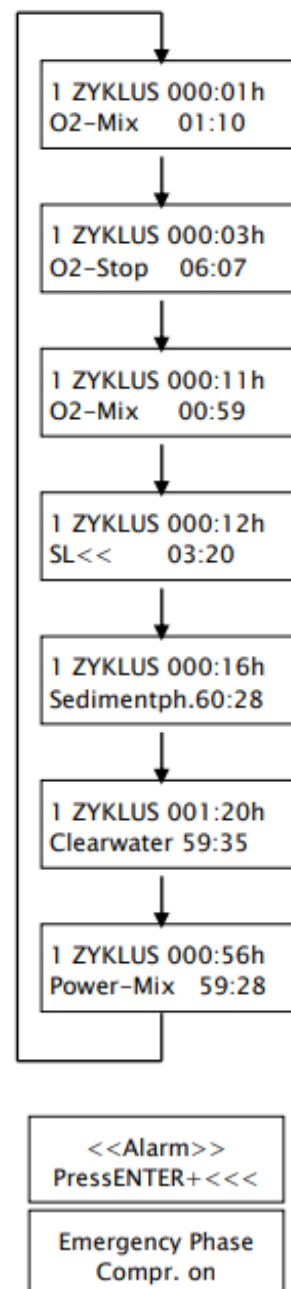 1 ZYKLUS 000:01h
O2-Mix 01:10
1 ZYKLUS 000:03h
O2-Stop 06:07
1 ZYKLUS 000:11h
O2-Mix 00:59
1 ZYKLUS 000:12h
SL<< 03:20
1 ZYKLUS 000:16h
Sedimentph.60:28
1 ZYKLUS 001:20h
Clearwater 59:35
1 ZYKLUS 000:56h
Power-Mix 59:28
<<Alarm>>
PressENTER+<<<
Emergency Phase
Compr. on